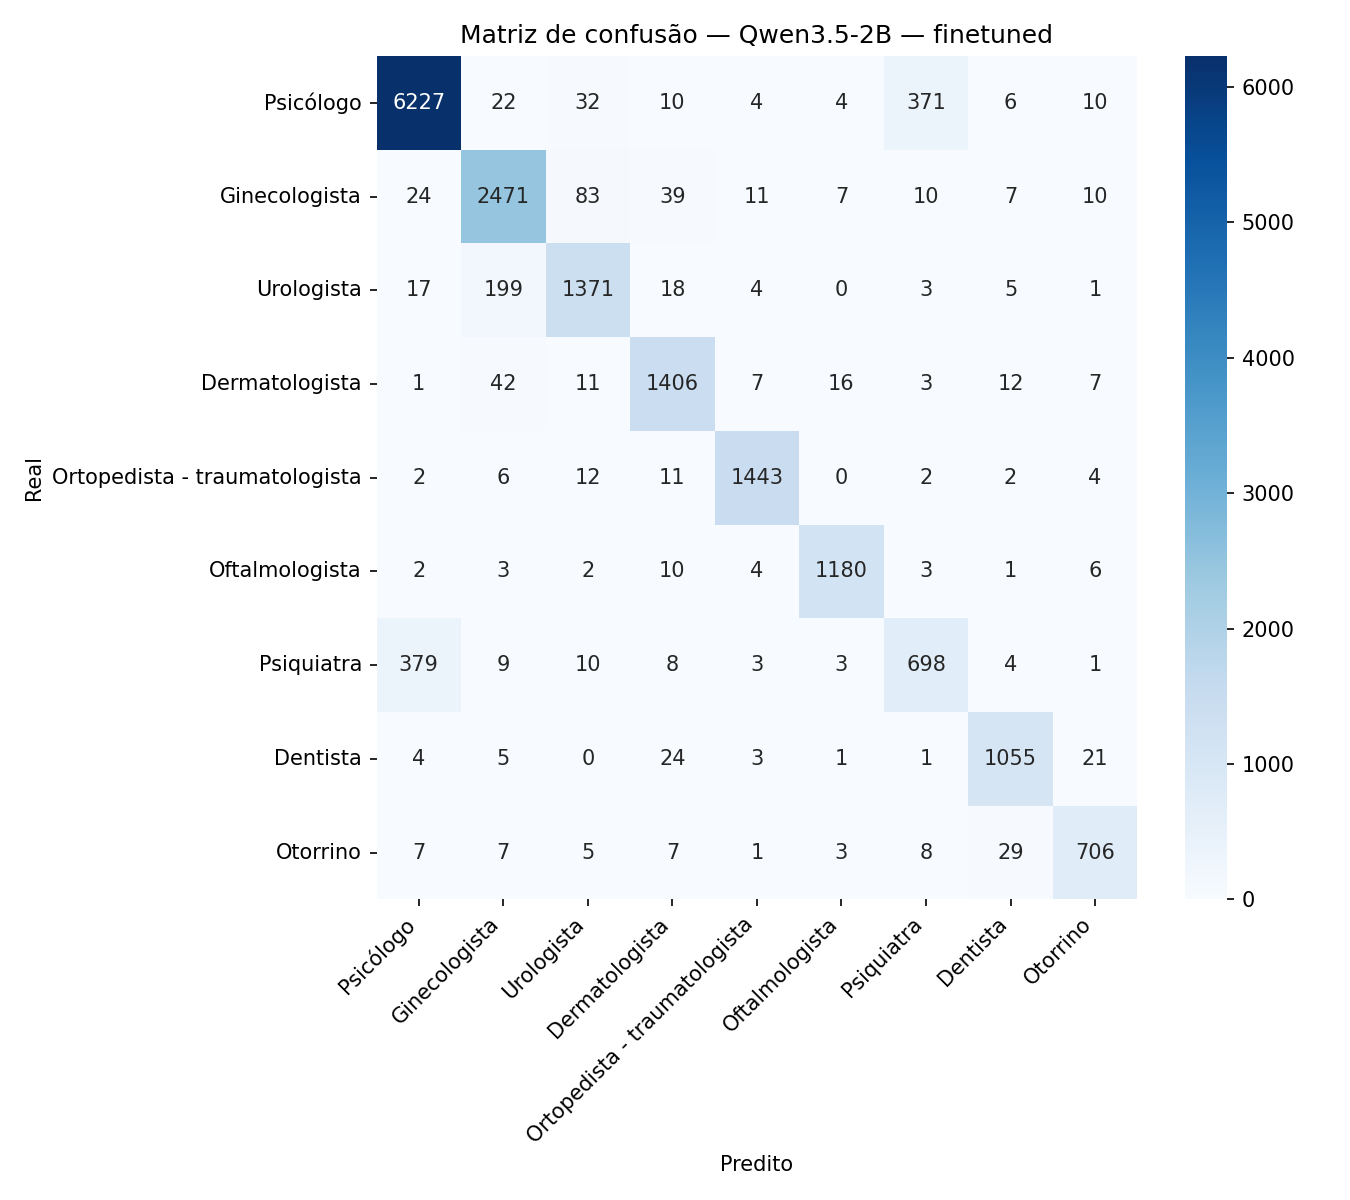 Matriz de confusão — Qwen3.5-2B — finetuned
Psicólogo 6227 22 32 10 4 4 371 6 10
Ginecologista 24 2471 83 39 11 7 10 7 10
Urologista 17 199 1371 18 4 0 3 5 1
Dermatologista 1 42 11 1406 7 16 3 12 7
Ortopedista - traumatologista 2 6 12 11 1443 0 2 2 4
Oftalmologista 2 3 2 10 4 1180 3 1 6
Psiquiatra 379 9 10 8 3 3 698 4 1
Dentista 4 5 0 24 3 1 1 1055 21
Otorrino 7 7 5 7 1 3 8 29 706
Real
Psicólogo
Ginecologista
Urologista
Dermatologista
Ortopedista - traumatologista
Oftalmologista
Psiquiatra
Dentista
Otorrino
Predito
6000
5000
4000
3000
2000
1000
0